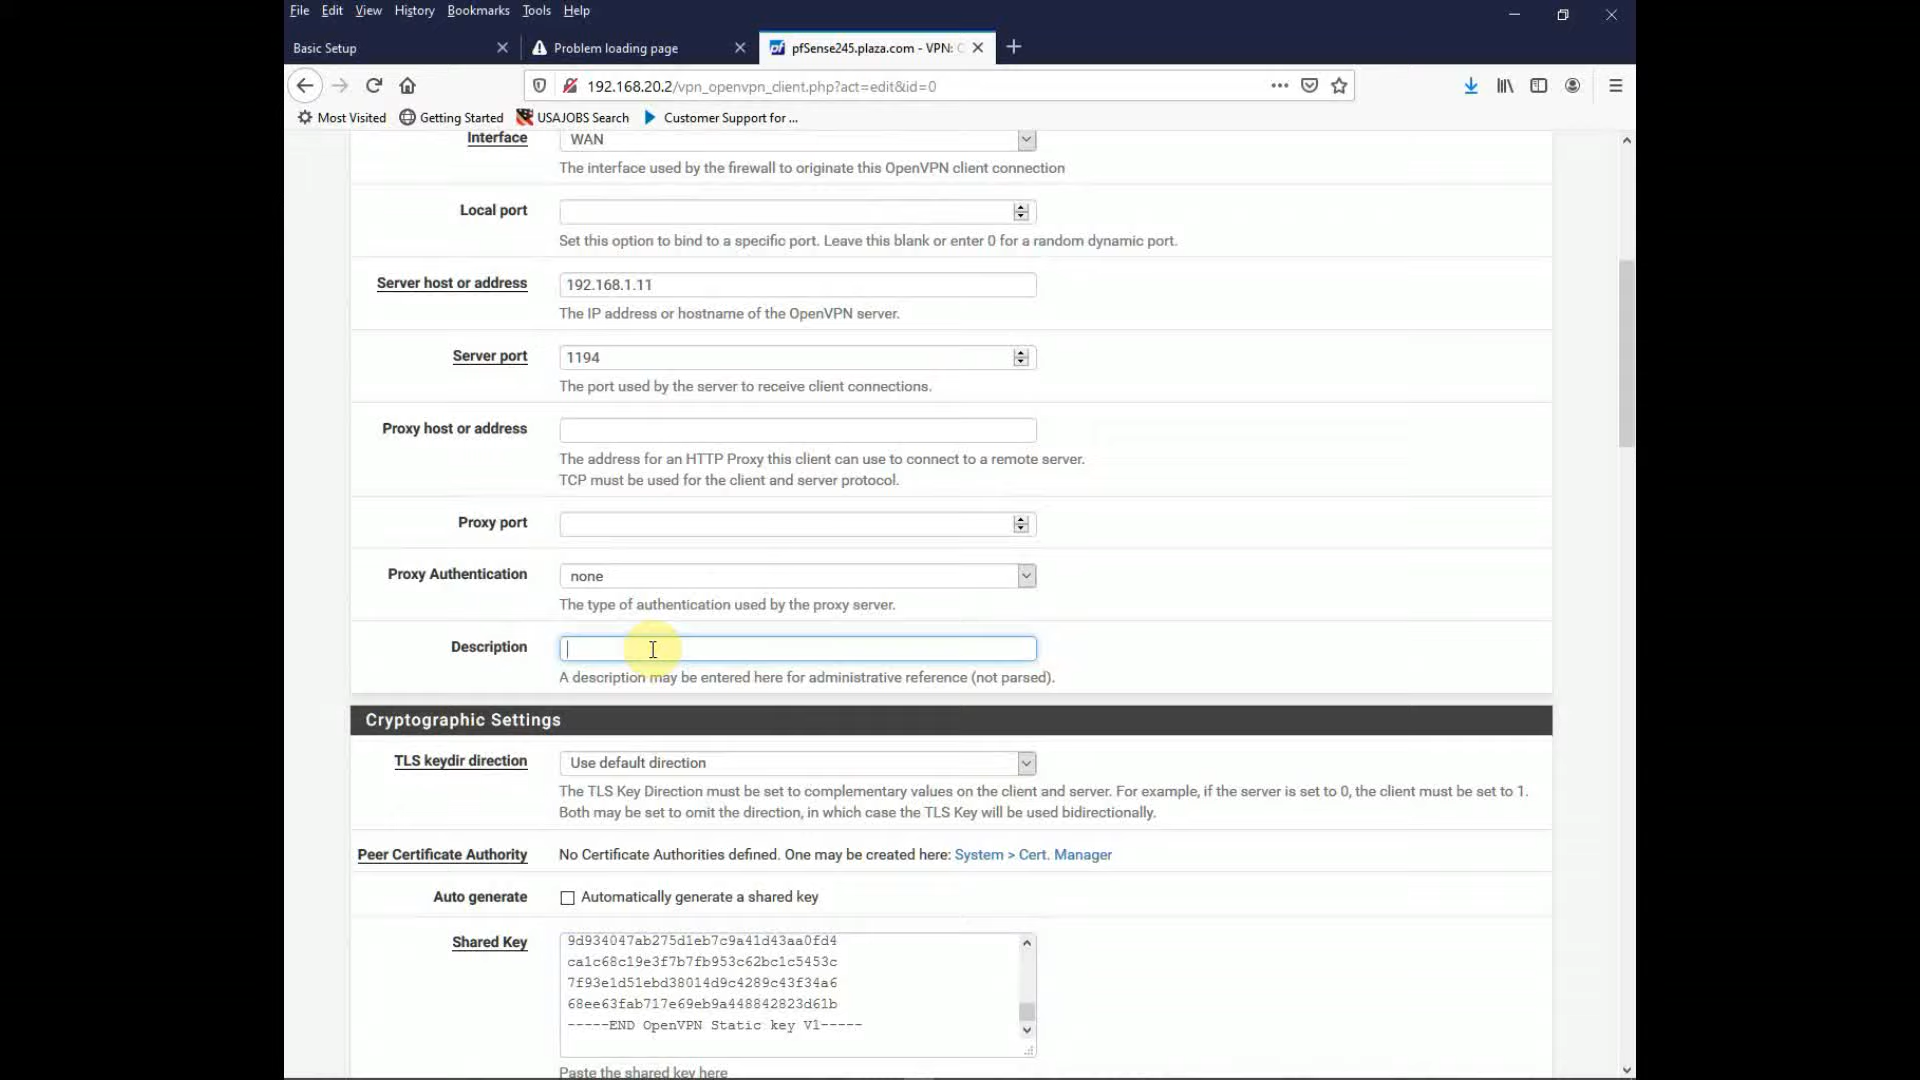 File Edit View History Bookmarks Tools Help
Basic Setup
Problem loading page
pfSense245.plaza.com - VPN:
192.168.20.2/vpn_openvpn_client.php?act=edit&id=0
Most Visited Getting Started USAJOBS Search Customer Support for ...
Interface WAN
The interface used by the firewall to originate this OpenVPN client connection
Local port
Set this option to bind to a specific port. Leave this blank or enter 0 for a random dynamic port.
Server host or address 192.168.1.11
The IP address or hostname of the OpenVPN server.
Server port 1194
The port used by the server to receive client connections.
Proxy host or address
The address for an HTTP Proxy this client can use to connect to a remote server.
TCP must be used for the client and server protocol.
Proxy port
Proxy Authentication none
The type of authentication used by the proxy server.
Description
A description may be entered here for administrative reference (not parsed).
Cryptographic Settings
TLS keydir direction Use default direction
The TLS Key Direction must be set to complementary values on the client and server. For example, if the server is set to 0, the client must be set to 1.
Both may be set to omit the direction, in which case the TLS Key will be used bidirectionally.
Peer Certificate Authority No Certificate Authorities defined. One may be created here: System > Cert. Manager
Auto generate Automatically generate a shared key
Shared Key
9d934047ab275d1eb7c9a41d43aa0fd4
ca1c68c19e3f7b7fb953c62bc1c5453c
7f93e1d51ebd38014d9c4289c43f34a6
68ee63fab717e69eb9a448842823d61b
-----END OpenVPN Static key V1-----
Paste the shared key here